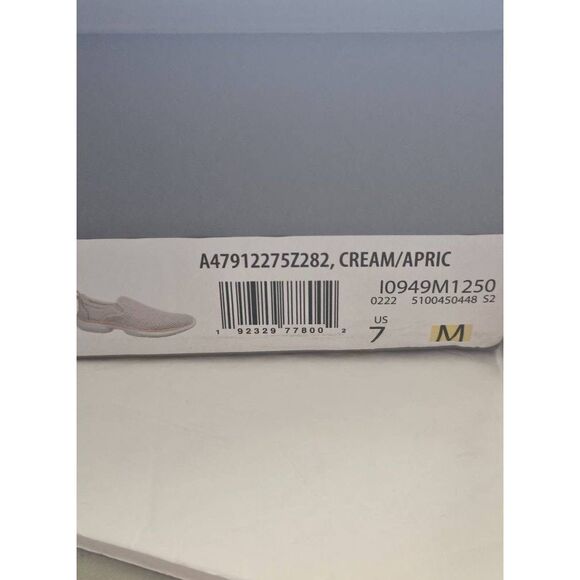 A47912275Z282, CREAM/APRIC
I0949M1250
0222 5100450448 S2
1 92329 77800 2
US
7 M